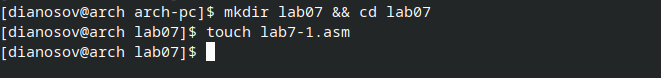 [dianosov@arch arch-pc]$ mkdir lab07 && cd lab07
[dianosov@arch lab07]$ touch lab7-1.asm
[dianosov@arch lab07]$